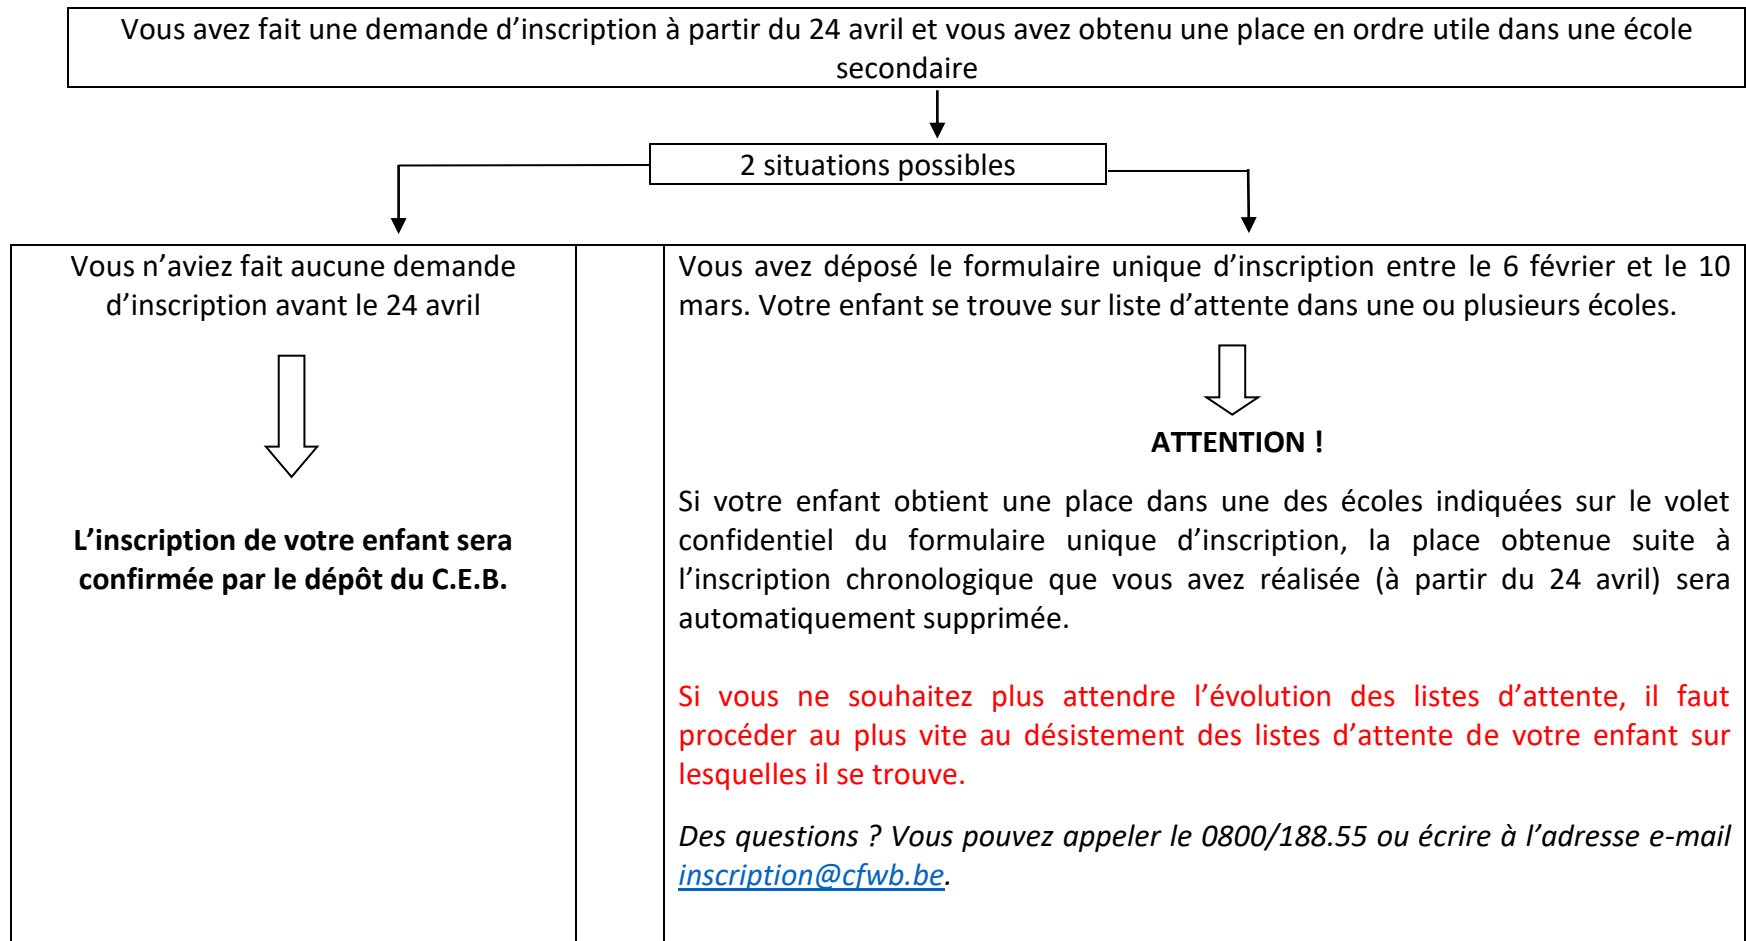 Vous avez fait une demande d’inscription à partir du 24 avril et vous avez obtenu une place en ordre utile dans une école
secondaire
2 situations possibles
Vous n’aviez fait aucune demande
d’inscription avant le 24 avril
L’inscription de votre enfant sera
confirmée par le dépôt du C.E.B.
Vous avez déposé le formulaire unique d’inscription entre le 6 février et le 10
mars. Votre enfant se trouve sur liste d’attente dans une ou plusieurs écoles.
ATTENTION !
Si votre enfant obtient une place dans une des écoles indiquées sur le volet
confidentiel du formulaire unique d’inscription, la place obtenue suite à
l’inscription chronologique que vous avez réalisée (à partir du 24 avril) sera
automatiquement supprimée.
Si vous ne souhaitez plus attendre l’évolution des listes d’attente, il faut
procéder au plus vite au désistement des listes d’attente de votre enfant sur
lesquelles il se trouve.
Des questions ? Vous pouvez appeler le 0800/188.55 ou écrire à l’adresse e-mail
inscription@cfwb.be.